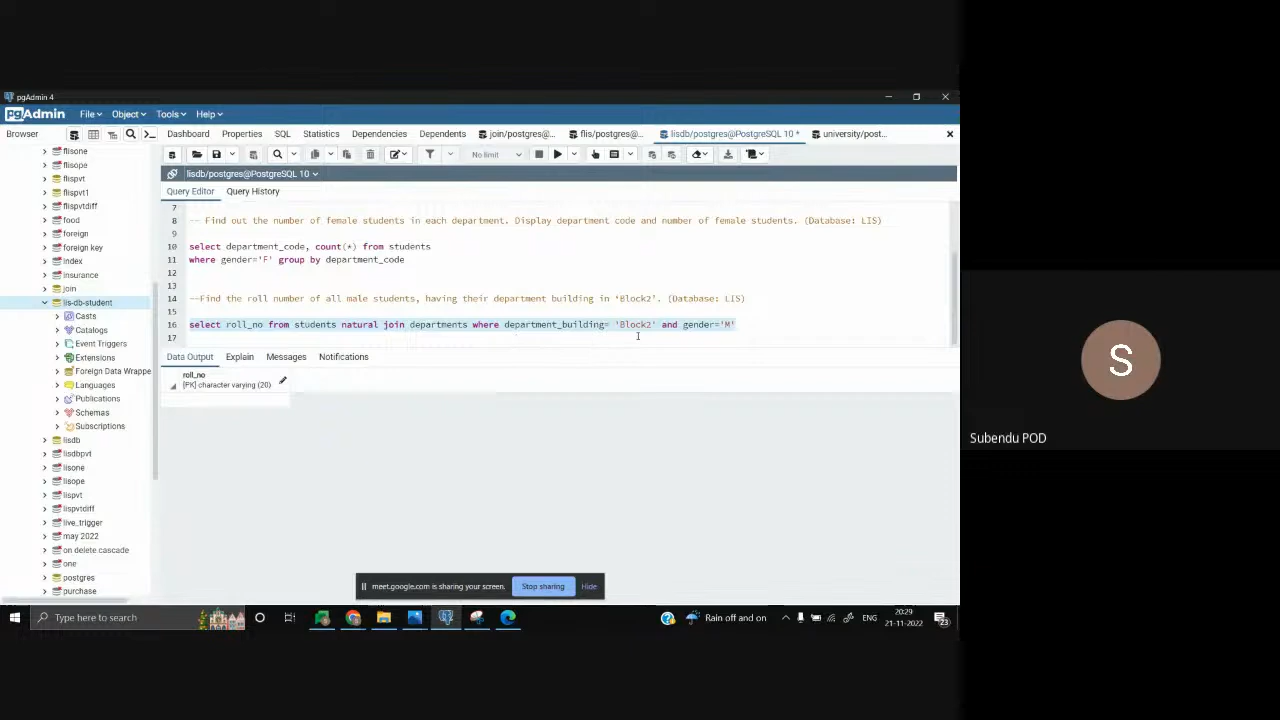 pgAdmin 4
pgAdmin File Object Tools Help
Browser Dashboard Properties SQL Statistics Dependencies Dependents join/postgres@... flis/postgres@... lisdb/postgres@PostgreSQL 10 * university/post...
No limit
lisdb/postgres@PostgreSQL 10
Query Editor Query History
7
8 -- Find out the number of female students in each department. Display department code and number of female students. (Database: LIS)
9
10 select department_code, count(*) from students
11 where gender='F' group by department_code
12
13
14 --Find the roll number of all male students, having their department building in ‘Block2’. (Database: LIS)
15
16 select roll_no from students natural join departments where department_building= 'Block2' and gender='M'
17
Data Output Explain Messages Notifications
roll_no
[PK] character varying (20)
flisone
flisope
flispvt
flispvt1
flispvtdiff
food
foreign
foreign key
index
insurance
join
lis-db-student
Casts
Catalogs
Event Triggers
Extensions
Foreign Data Wrappe
Languages
Publications
Schemas
Subscriptions
lisdb
lisdbpvt
lisone
lisope
lispvt
lispvtdiff
live_trigger
may 2022
on delete cascade
one
postgres
purchase
meet.google.com is sharing your screen. Stop sharing Hide
Type here to search
Rain off and on
ENG
20:29
21-11-2022
23
S
Subendu POD